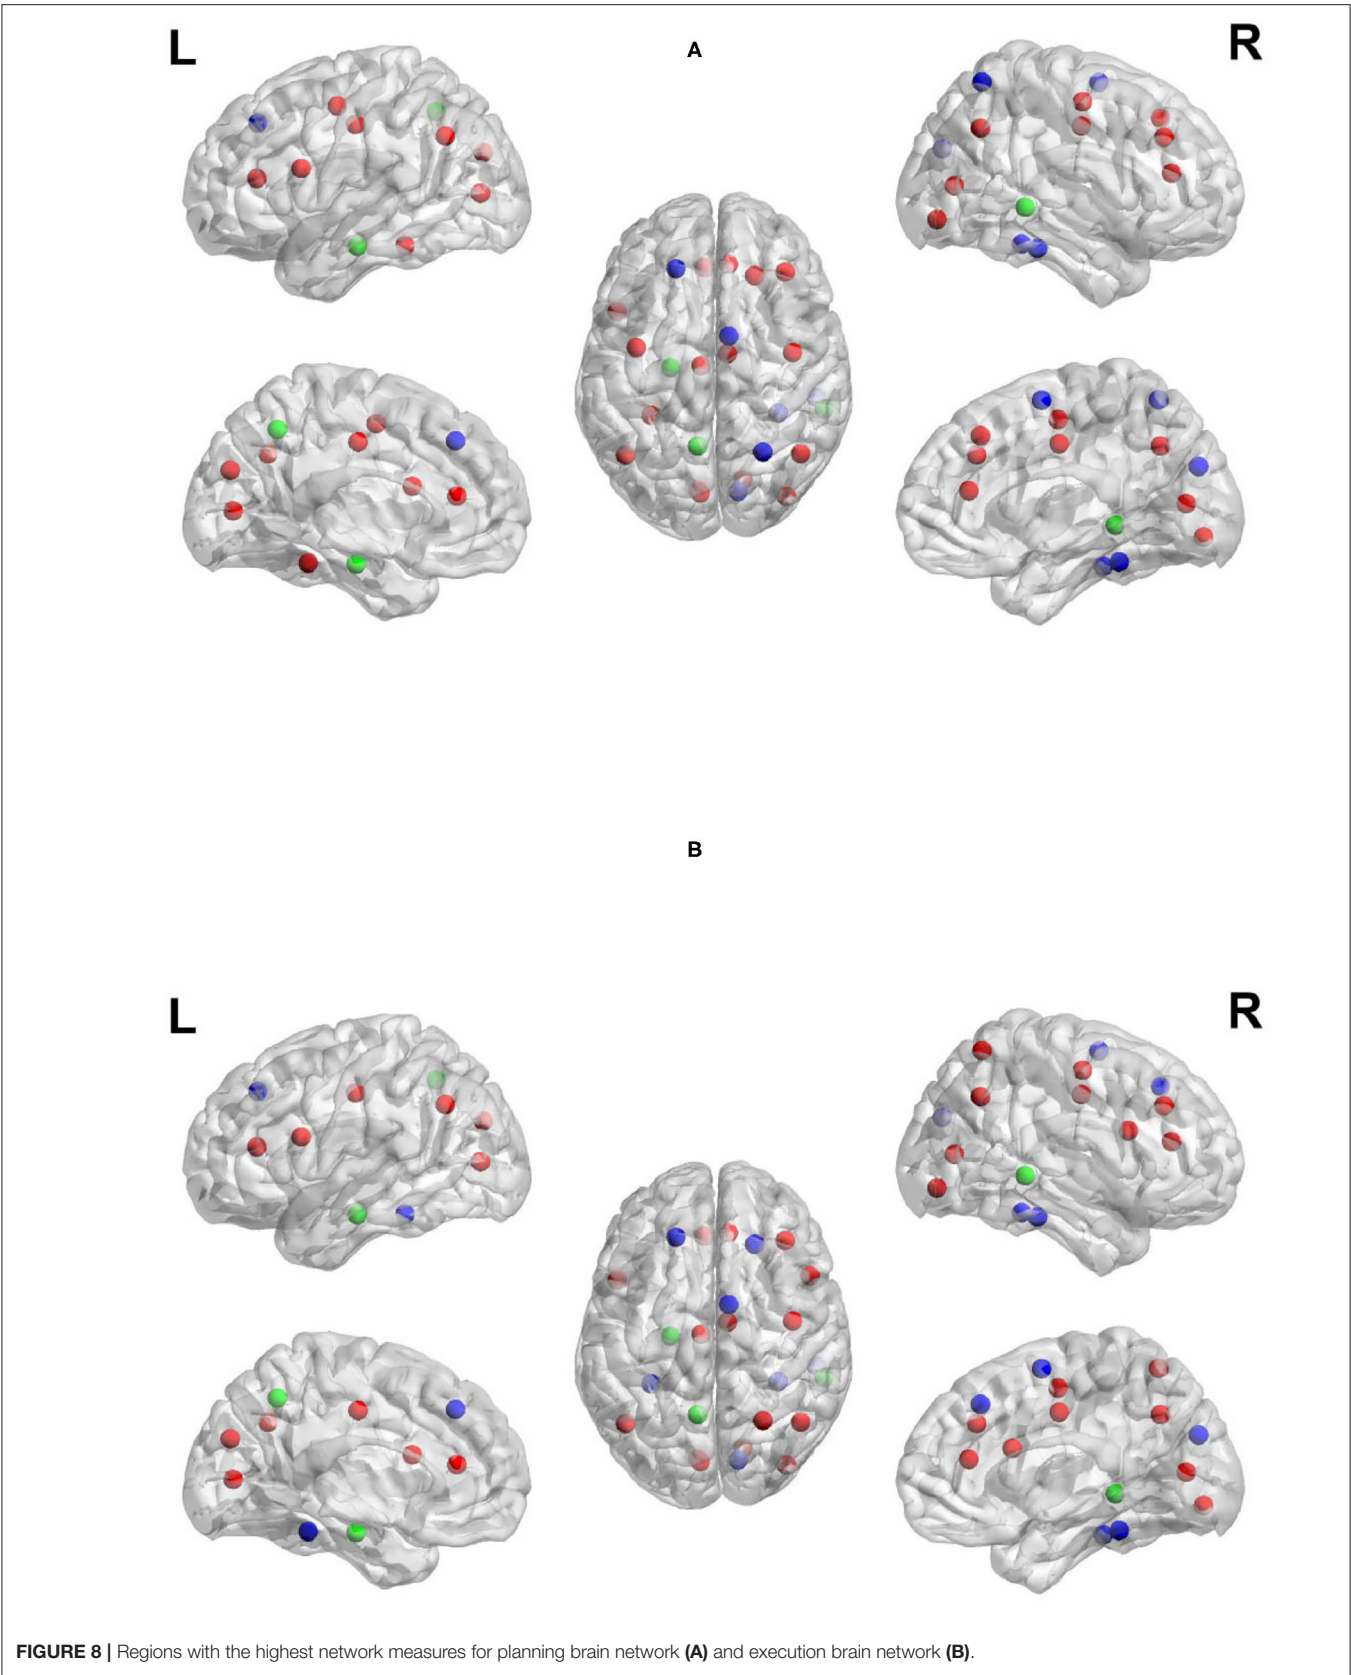 L A R
B
L R
FIGURE 8 | Regions with the highest network measures for planning brain network (A) and execution brain network (B).